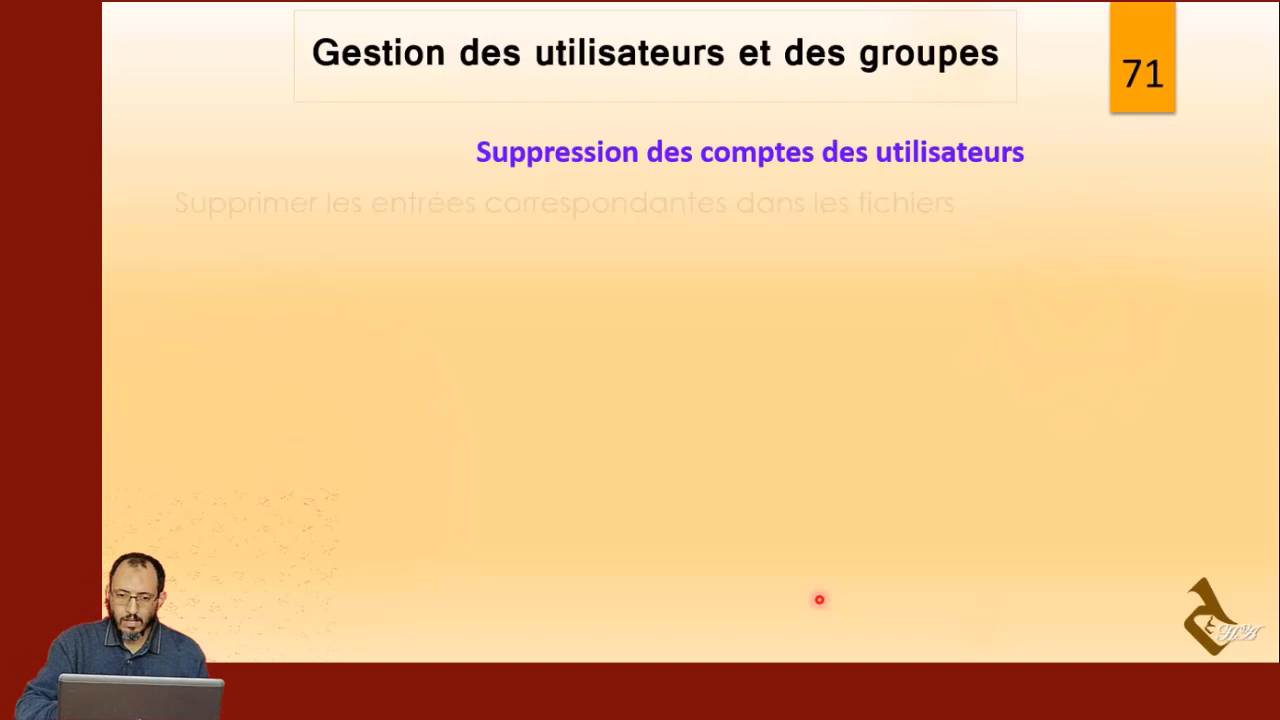 Gestion des utilisateurs et des groupes
71
Suppression des comptes des utilisateurs
Supprimer les entrées correspondantes dans les fichiers